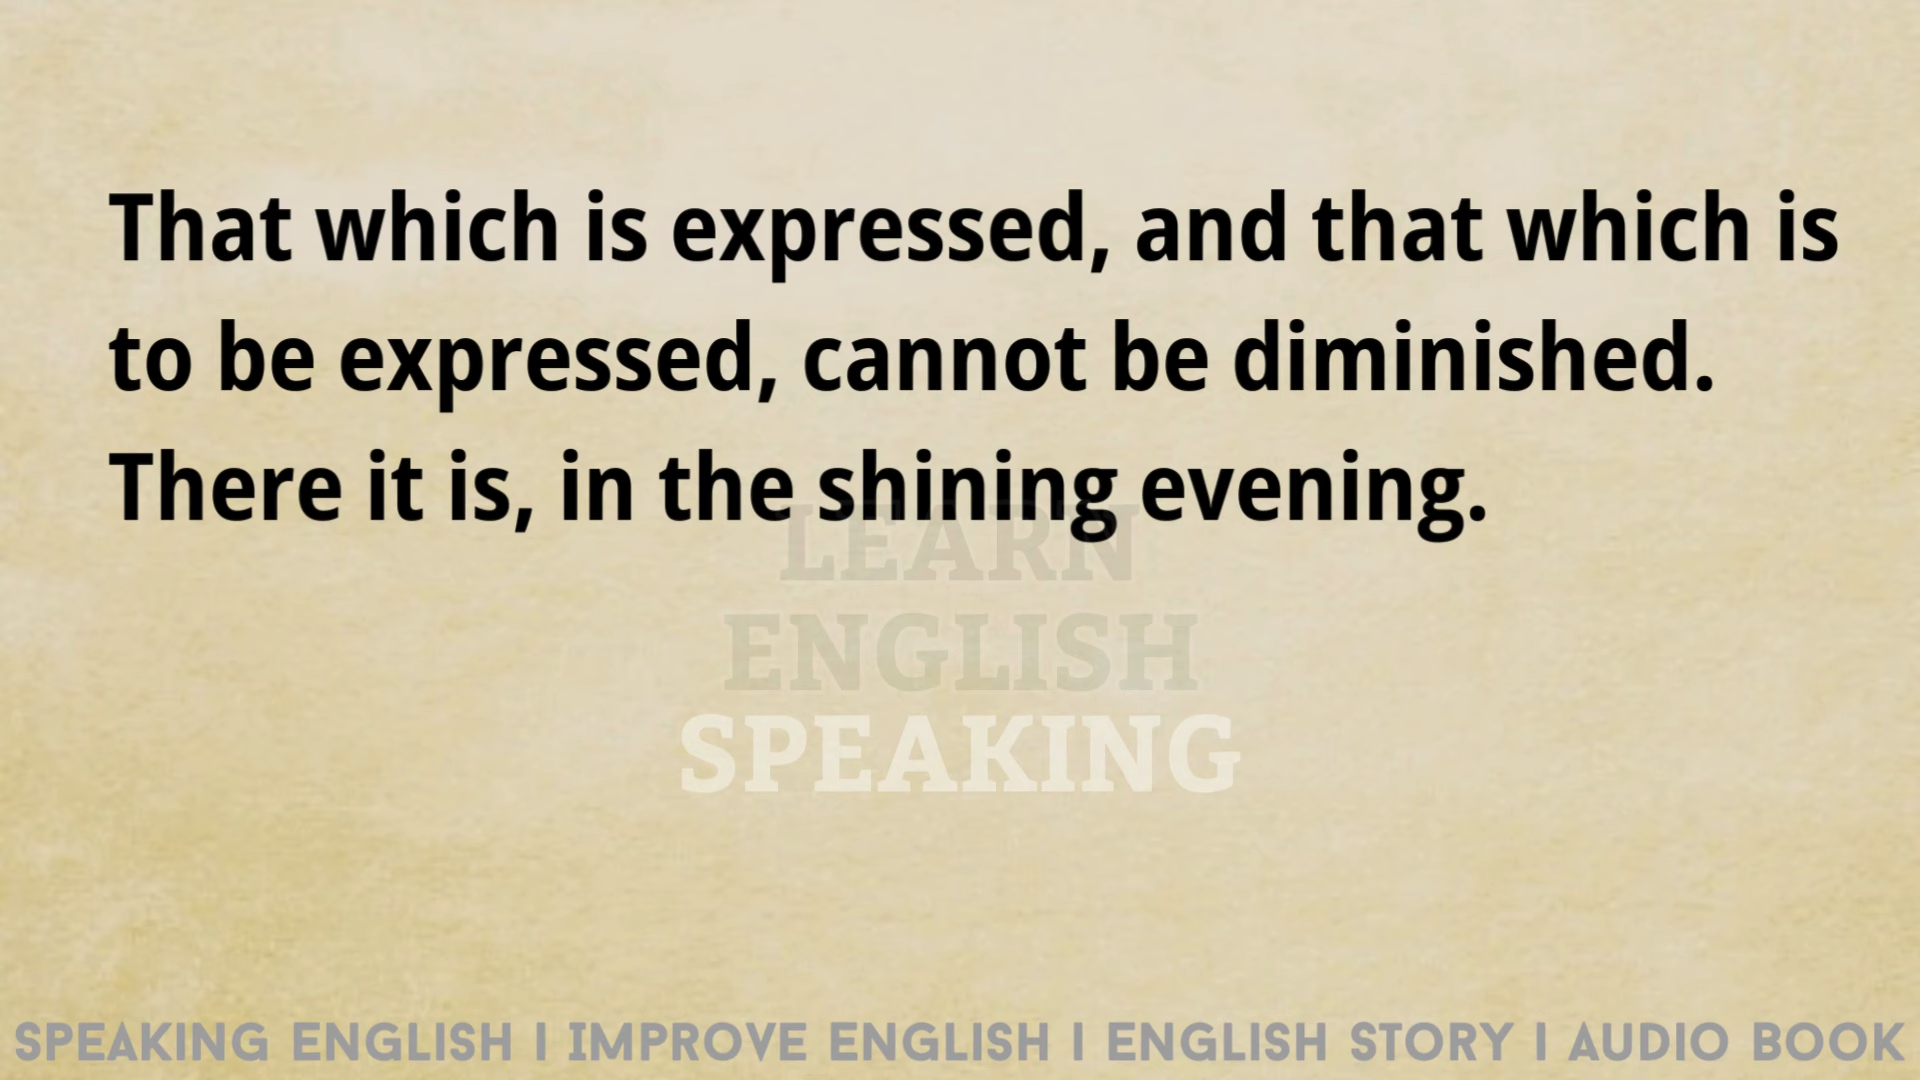 That which is expressed, and that which is
to be expressed, cannot be diminished.
There it is, in the shining evening.
LEARN
ENGLISH
SPEAKING
SPEAKING ENGLISH I IMPROVE ENGLISH I ENGLISH STORY I AUDIO BOOK